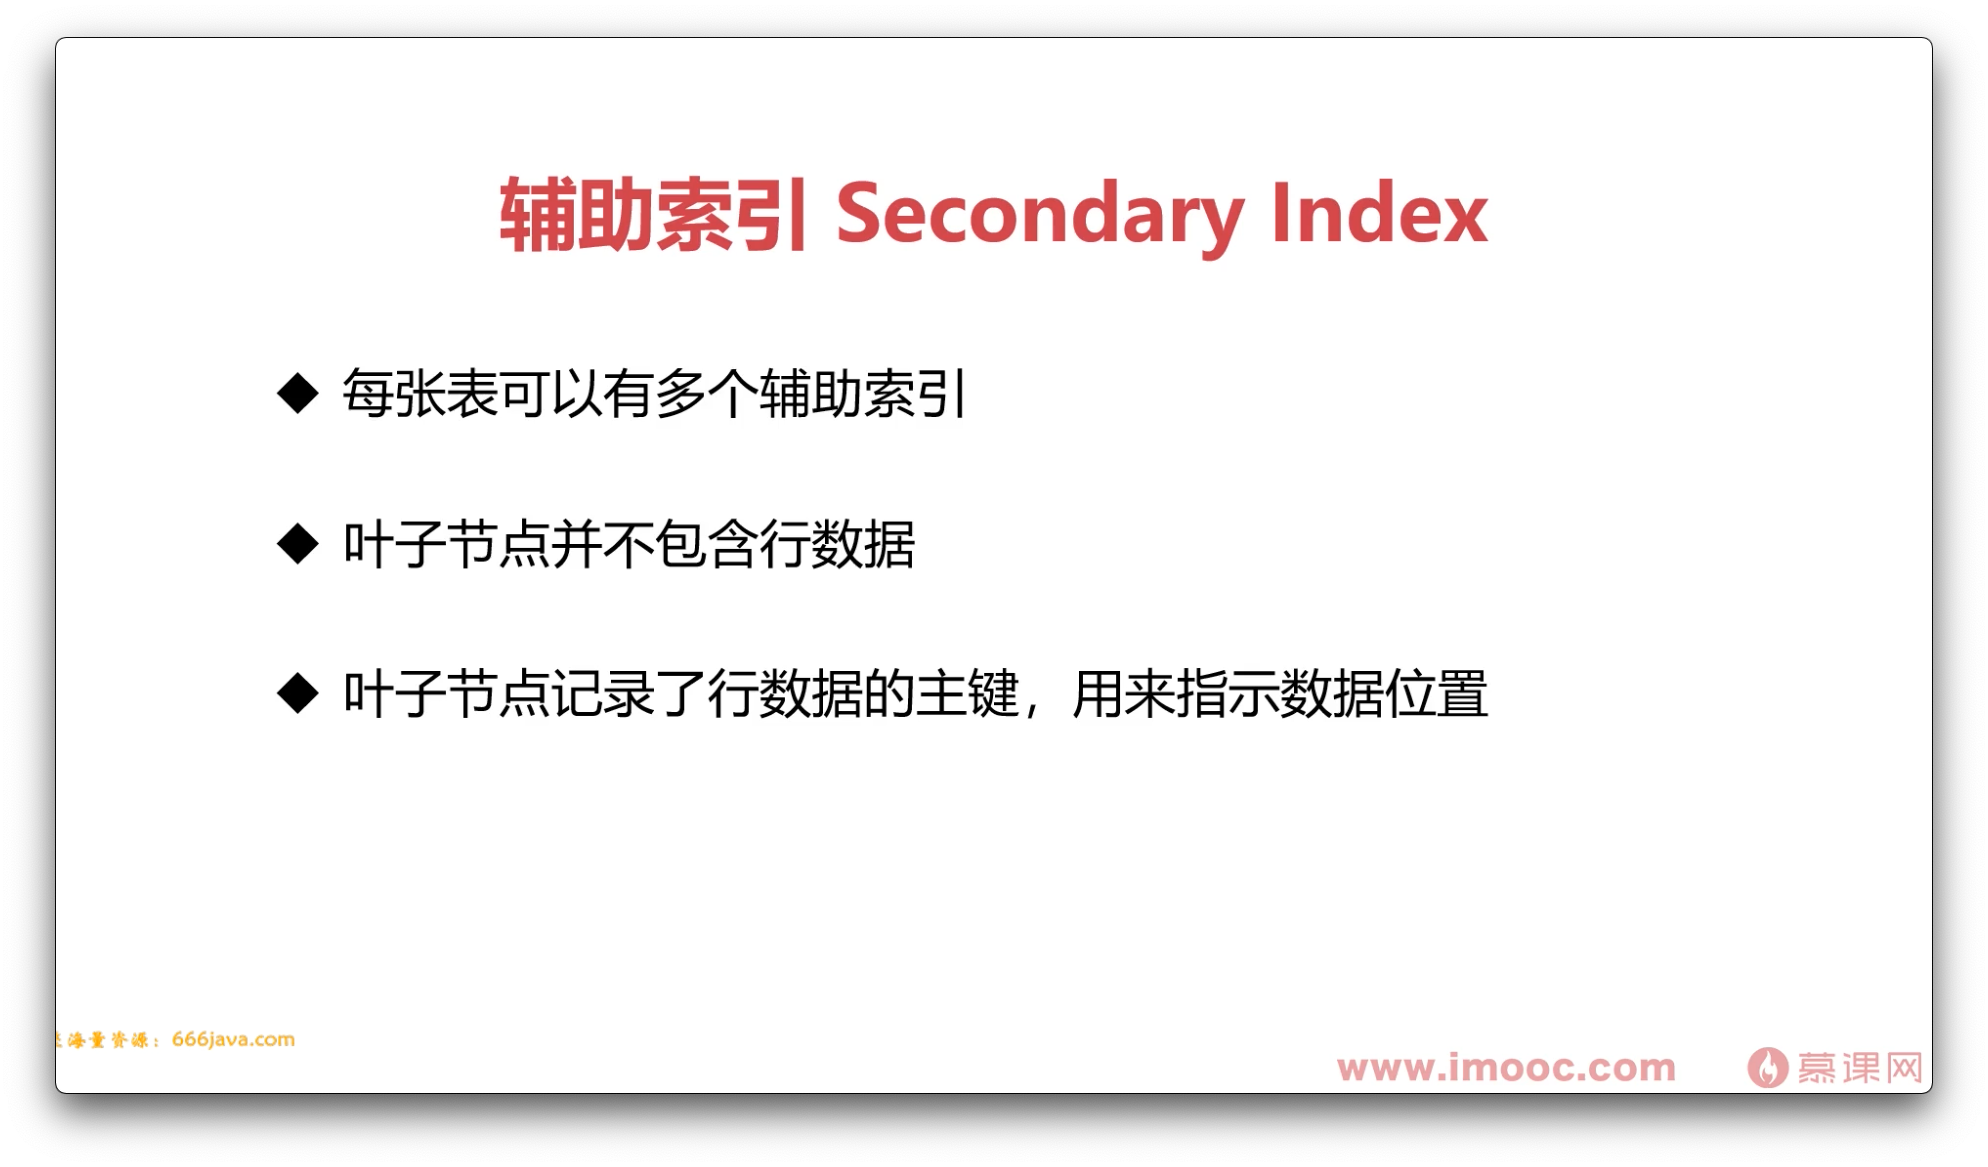 辅助索引 Secondary Index
◆ 每张表可以有多个辅助索引
◆ 叶子节点并不包含行数据
◆ 叶子节点记录了行数据的主键，用来指示数据位置
海量资源：666java.com
www.imooc.com 慕课网